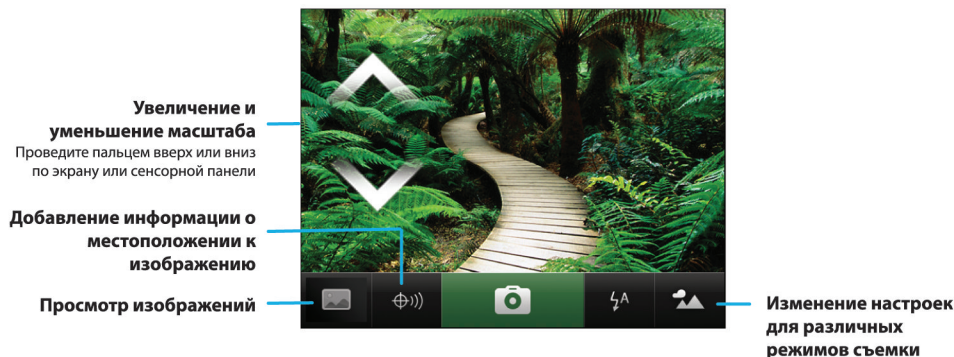 Увеличение и
уменьшение масштаба
Проведите пальцем вверх или вниз
по экрану или сенсорной панели
Добавление информации о
местоположении к
изображению
Просмотр изображений
A
Изменение настроек
для различных
режимов съемки